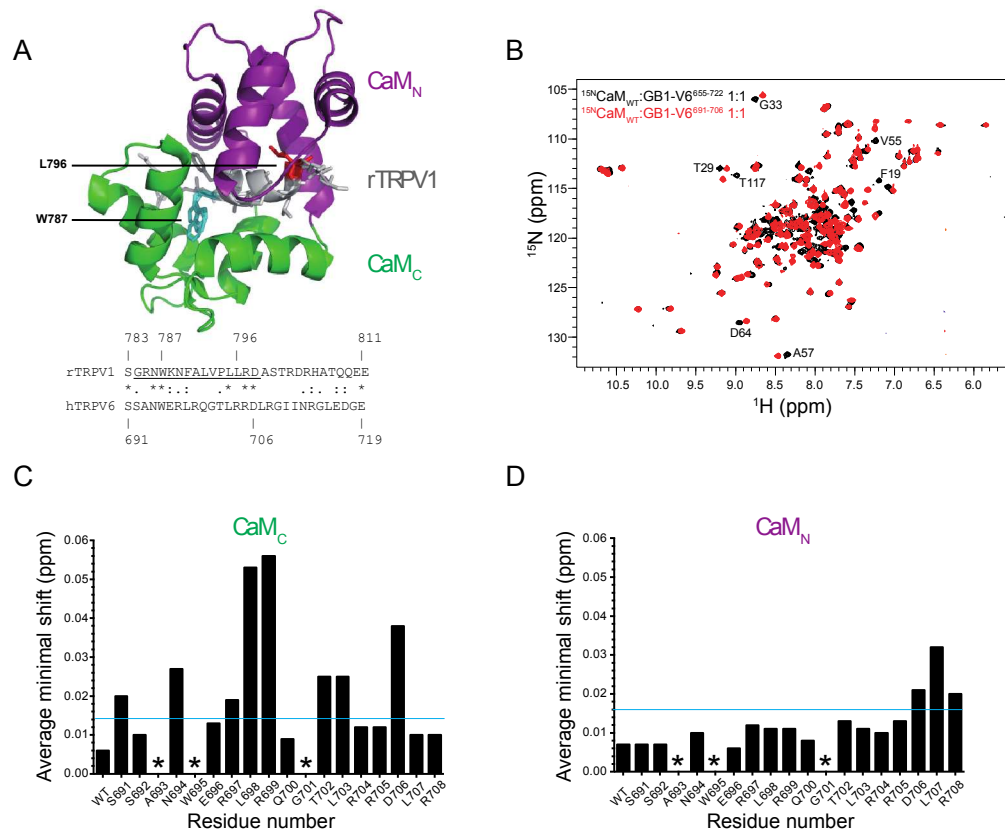 A
CaM_N
L796
rTRPV1
W787
CaM_C
783 787 796 811
| | | |
rTRPV1 SGRNWKNFALVPLLRDASTRDRHATQQEE
*. **:.: .* ** .:. ::. *
hTRPV6 SSANWERLRQGTLRRDLRGIINRGLEDGE
| | |
691 706 719
B
¹⁵NCaM_WT:GB1-V6⁶⁵⁵⁻⁷²² 1:1
¹⁵NCaM_WT:GB1-V6⁶⁹¹⁻⁷⁰⁶ 1:1
G33
V55
T29
T117
F19
D64
A57
105
110
115
120
125
130
¹⁵N (ppm)
10.5 10.0 9.5 9.0 8.5 8.0 7.5 7.0 6.5 6.0
¹H (ppm)
C
CaM_C
Average minimal shift (ppm)
0.06
0.05
0.04
0.03
0.02
0.01
0.00
* * *
WT S691 S692 A693 N694 W695 E696 R697 L698 R699 Q700 G701 T702 L703 R704 R705 D706 L707 R708
Residue number
D
CaM_N
Average minimal shift (ppm)
0.06
0.05
0.04
0.03
0.02
0.01
0.00
* * *
WT S691 S692 A693 N694 W695 E696 R697 L698 R699 Q700 G701 T702 L703 R704 R705 D706 L707 R708
Residue number